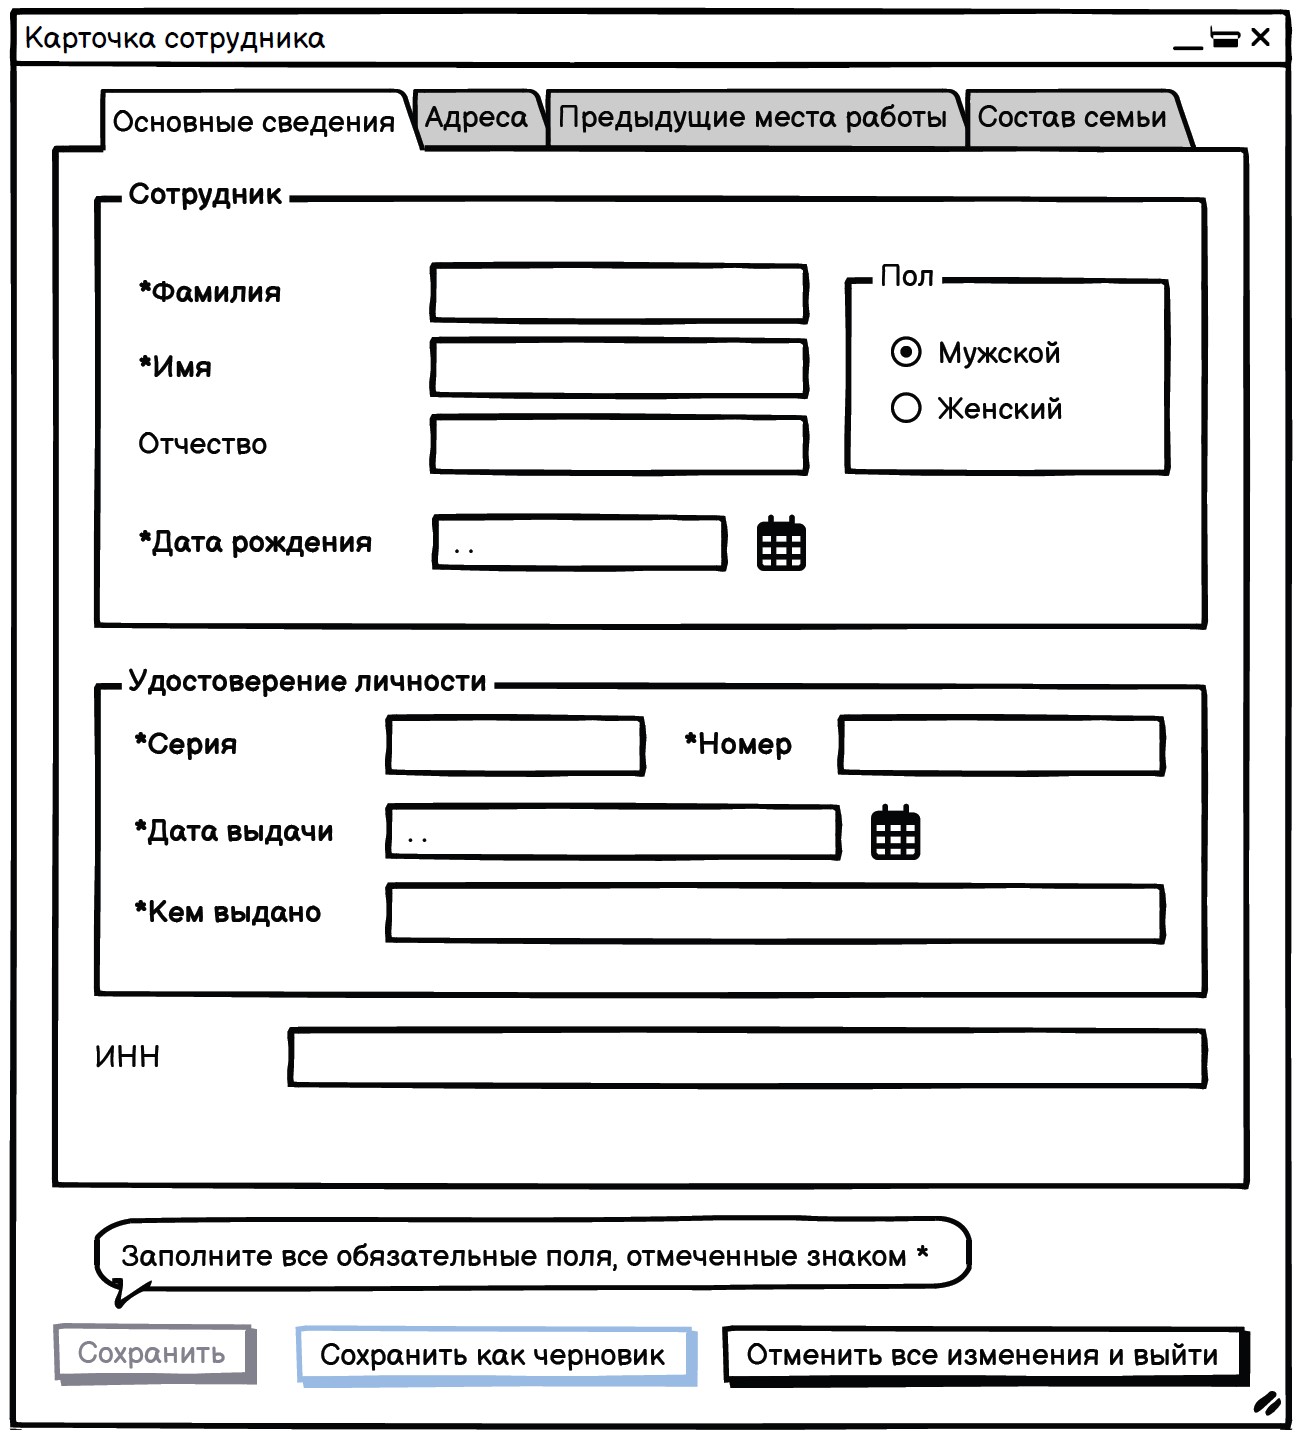 Карточка сотрудника
Основные сведения
Адреса
Предыдущие места работы
Состав семьи
Сотрудник
*Фамилия
*Имя
Отчество
*Дата рождения
. .
Пол
Мужской
Женский
Удостоверение личности
*Серия
*Номер
*Дата выдачи
. .
*Кем выдано
ИНН
Заполните все обязательные поля, отмеченные знаком *
Сохранить
Сохранить как черновик
Отменить все изменения и выйти